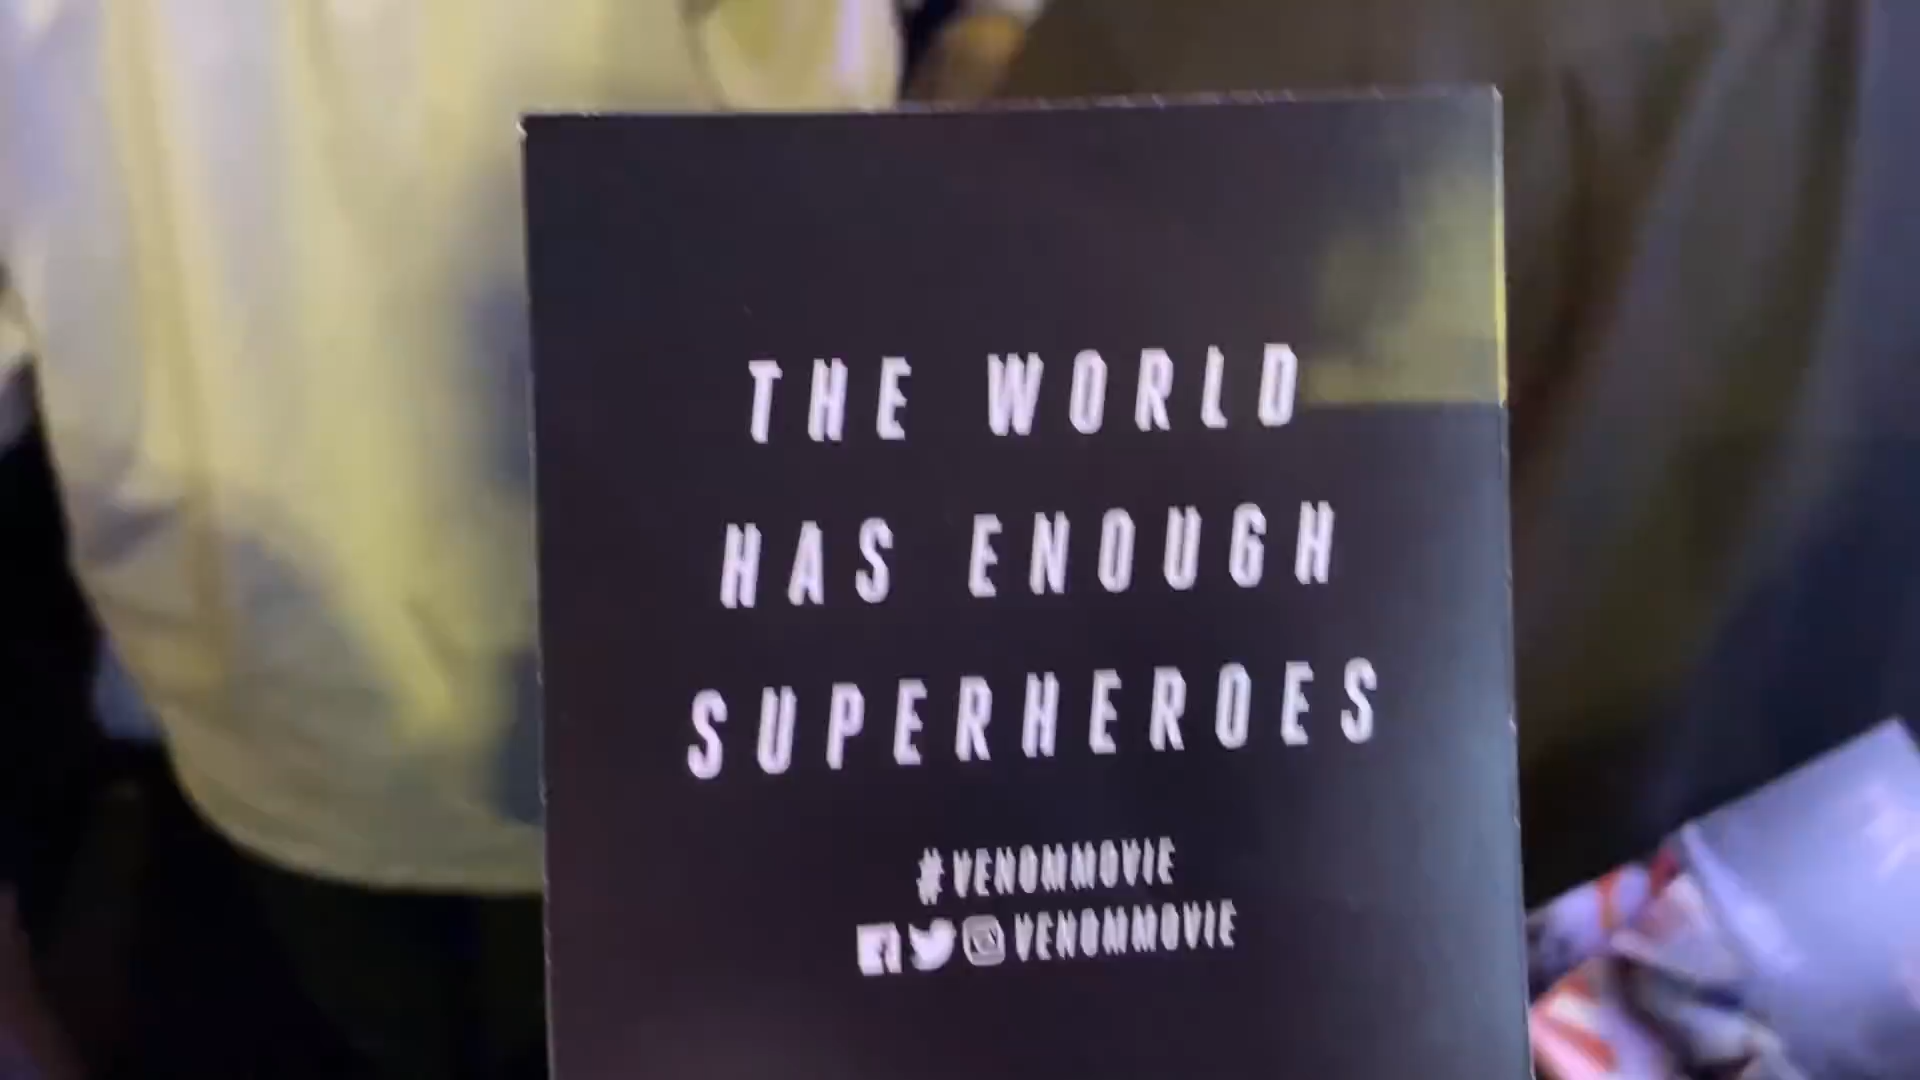 THE WORLD
HAS ENOUGH
SUPERHEROES
#VENOMMOVIE
VENOMMOVIE